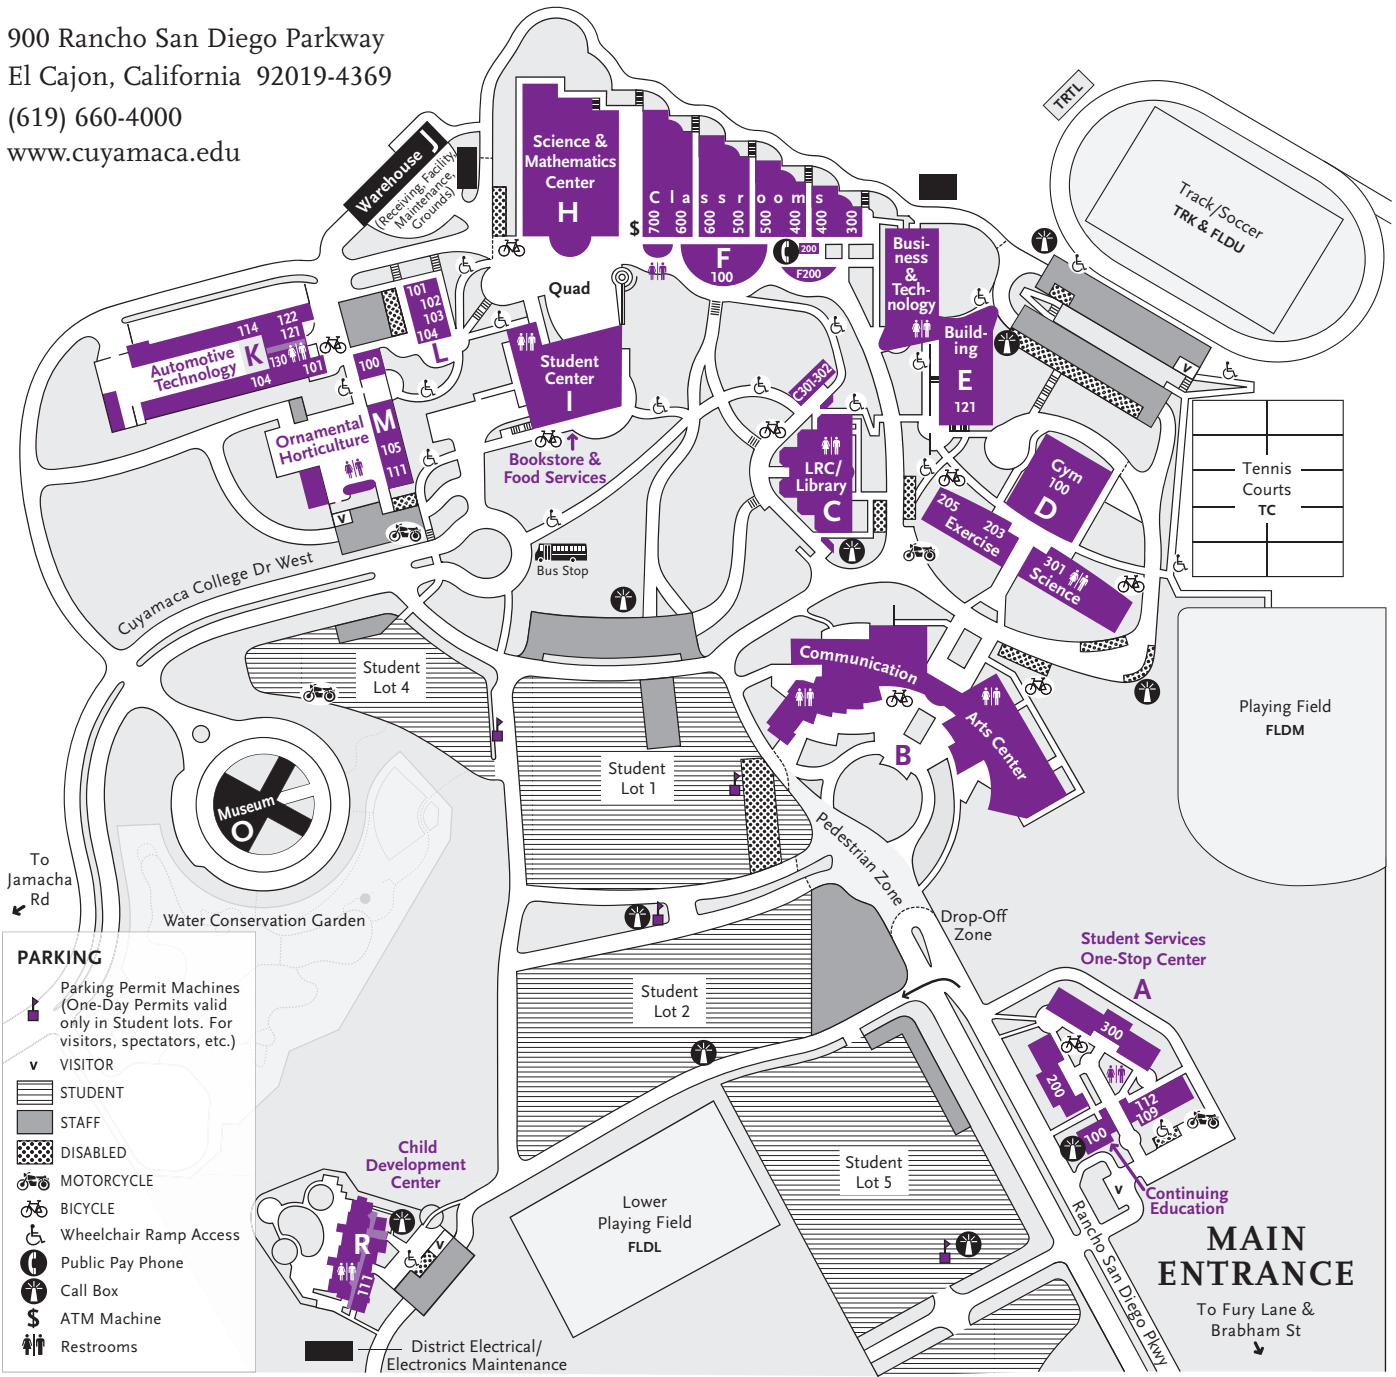 900 Rancho San Diego Parkway
El Cajon, California 92019-4369
(619) 660-4000
www.cuyamaca.edu
TRTL
Track/Soccer
TRK & FLDU
Warehouse J
(Receiving, Facility,
Maintenance,
Grounds)
Science &
Mathematics
Center
H
Classrooms
700
600
600
500
500
400
400
300
$
F
100
200
F200
Quad
Busi-
ness
&
Tech-
nology
Build-
ing
E
121
101
102
103
104
L
114
122
121
Automotive
Technology
K
130
101
104
100
M
Ornamental
Horticulture
105
111
V
Student
Center
I
Bookstore &
Food Services
C301-302
LRC/
Library
C
V
Tennis
Courts
TC
Gym
100
D
205
203
Exercise
301
Science
Bus Stop
Cuyamaca College Dr West
Student
Lot 4
Communication
Arts Center
B
Playing Field
FLDM
Student
Lot 1
Pedestrian Zone
Museum
O
To
Jamacha
Rd
Water Conservation Garden
Drop-Off
Zone
Student Services
One-Stop Center
A
300
200
112
109
100
V
Continuing
Education
Student
Lot 2
Student
Lot 5
Child
Development
Center
R
111
V
Lower
Playing Field
FLDL
Rancho San Diego Pkwy
MAIN
ENTRANCE
To Fury Lane &
Brabham St
District Electrical/
Electronics Maintenance
PARKING
Parking Permit Machines
(One-Day Permits valid
only in Student lots. For
visitors, spectators, etc.)
V VISITOR
STUDENT
STAFF
DISABLED
MOTORCYCLE
BICYCLE
Wheelchair Ramp Access
Public Pay Phone
Call Box
$ ATM Machine
Restrooms